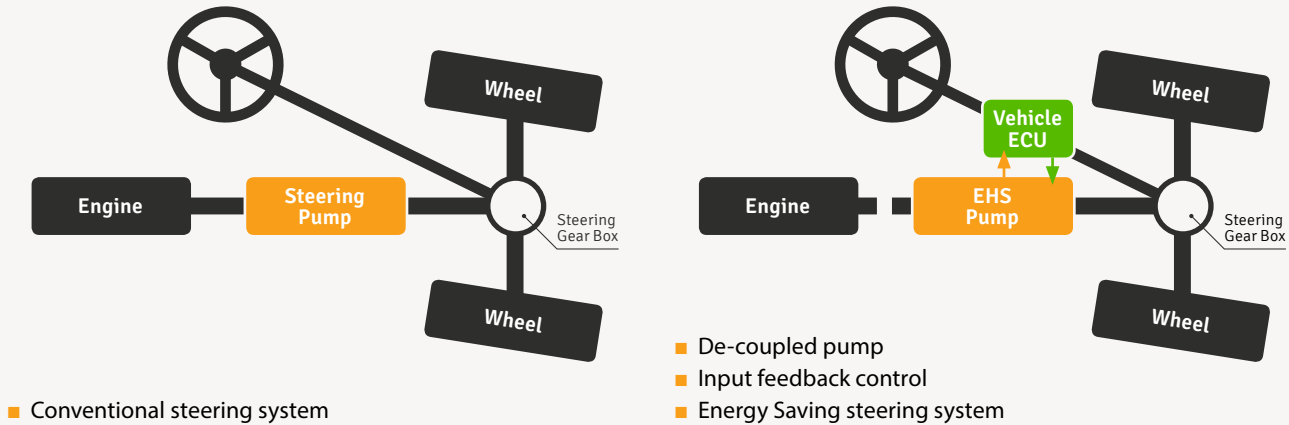 Wheel
Engine
Steering
Pump
Steering
Gear Box
Wheel
Conventional steering system
Wheel
Vehicle
ECU
Engine
EHS
Pump
Steering
Gear Box
Wheel
De-coupled pump
Input feedback control
Energy Saving steering system